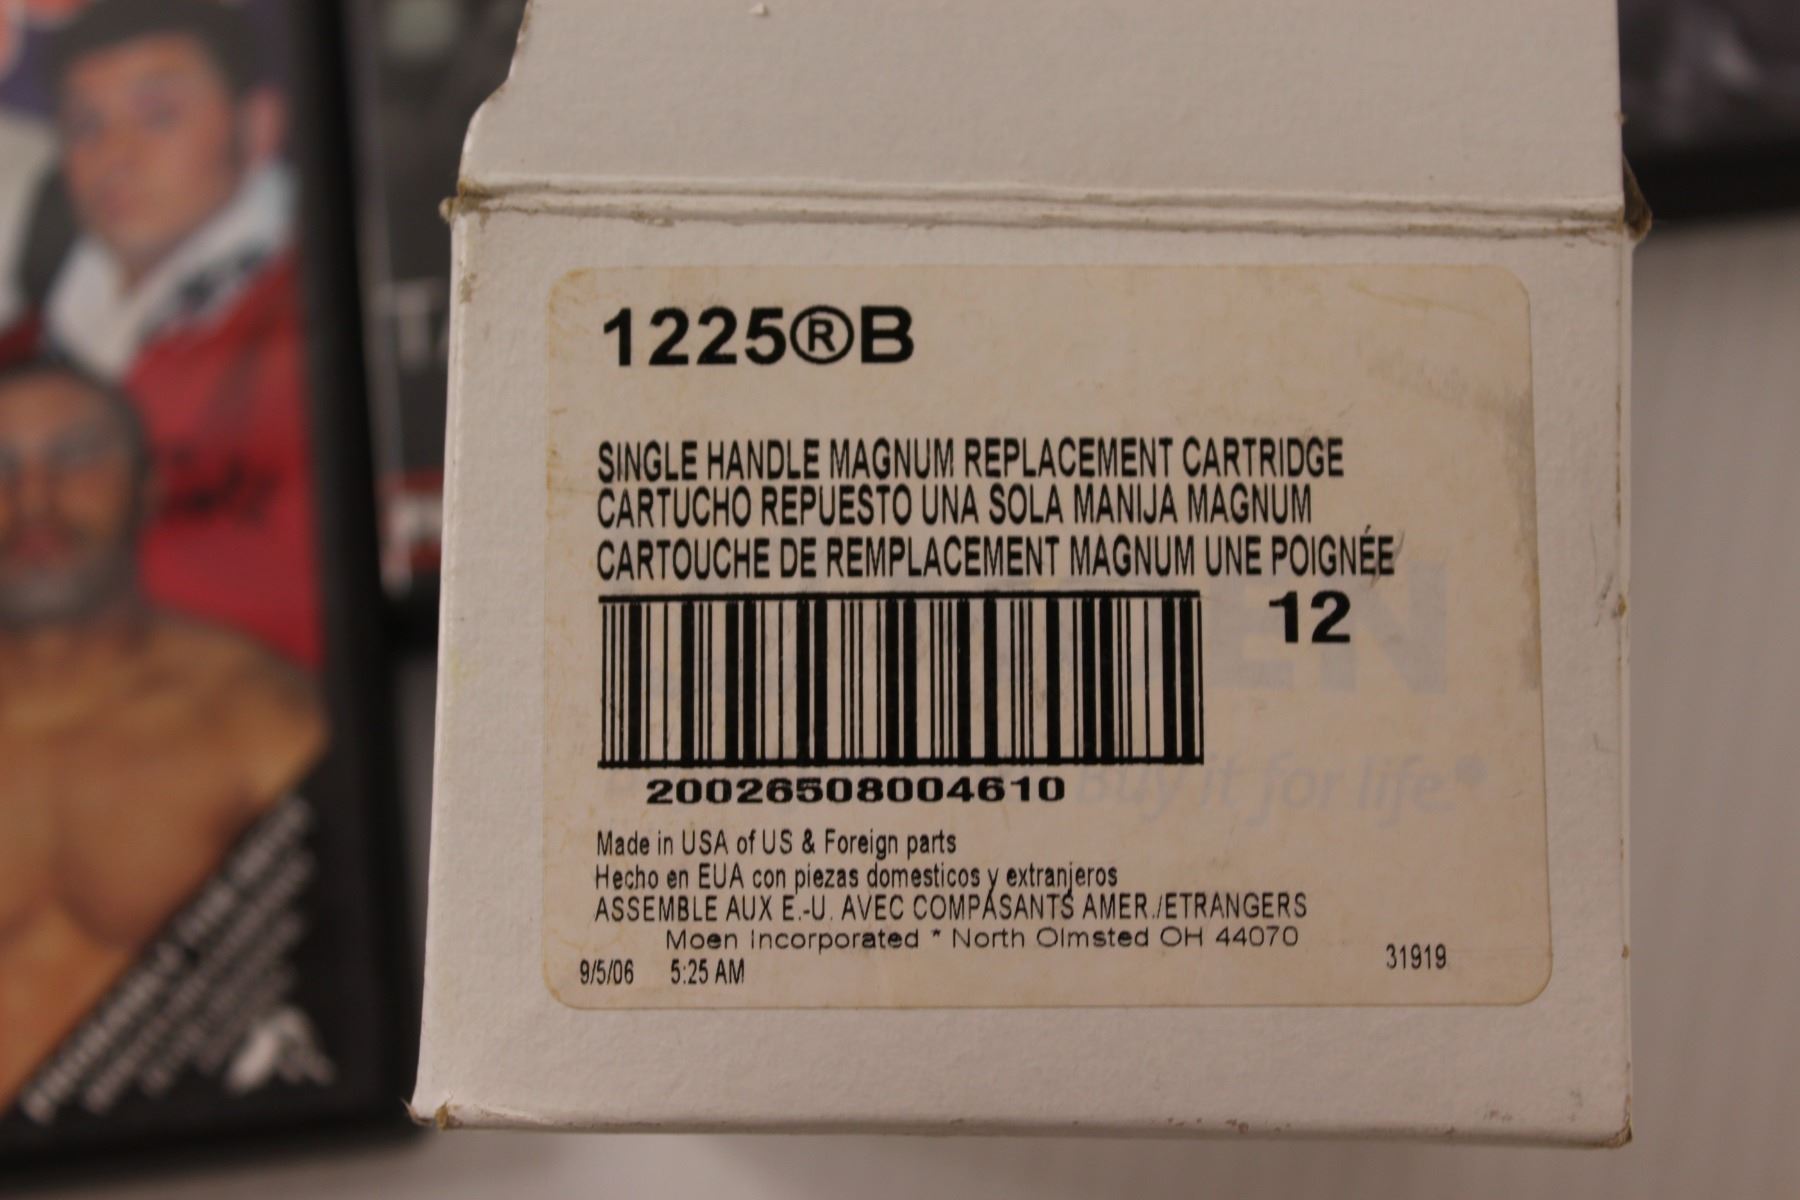 1225®B
SINGLE HANDLE MAGNUM REPLACEMENT CARTRIDGE
CARTUCHO REPUESTO UNA SOLA MANIJA MAGNUM
CARTOUCHE DE REMPLACEMENT MAGNUM UNE POIGNÉE
12
20026508004610
Buy it for life®
Made in USA of US & Foreign parts
Hecho en EUA con piezas domesticos y extranjeros
ASSEMBLE AUX E.-U. AVEC COMPASANTS AMER./ETRANGERS
Moen Incorporated * North Olmsted OH 44070
9/5/06 5:25 AM
31919